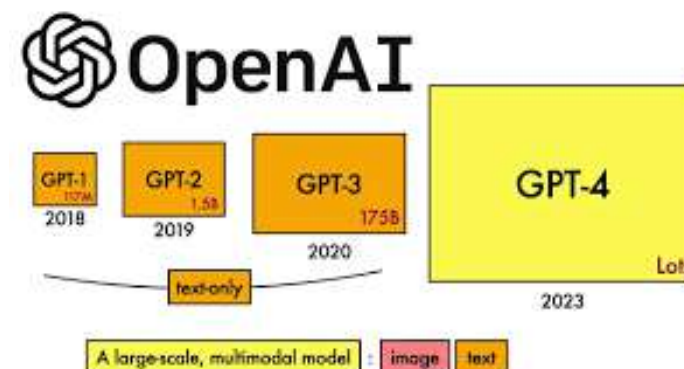 OpenAI
GPT-1
117M
2018
GPT-2
1.5B
2019
GPT-3
175B
2020
GPT-4
Lot
2023
text-only
A large-scale, multimodal model : image text